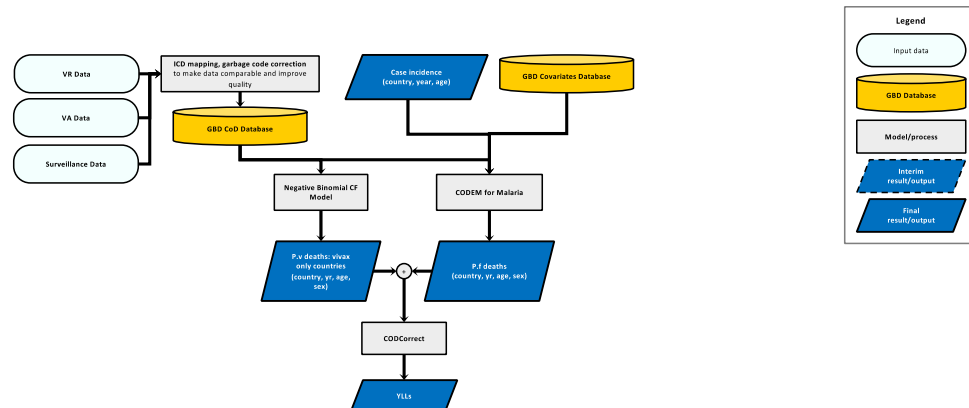 VR Data
VA Data
Surveillance Data
ICD mapping, garbage code correction
to make data comparable and improve
quality
GBD CoD Database
Case incidence
(country, year, age)
GBD Covariates Database
Negative Binomial CF
Model
CODEM for Malaria
P.v deaths: vivax
only countries
(country, yr, age,
sex)
+
P.f deaths
(country, yr, age, sex)
CODCorrect
YLLs
Legend
Input data
GBD Database
Model/process
Interim
result/output
Final
result/output